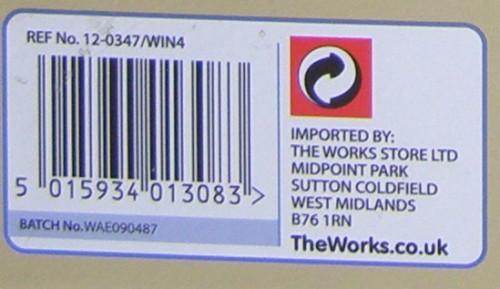 REF No. 12-0347/WIN4
5 015934 013083 >
BATCH No. WAE090487
IMPORTED BY:
THE WORKS STORE LTD
MIDPOINT PARK
SUTTON COLDFIELD
WEST MIDLANDS
B76 1RN
TheWorks.co.uk